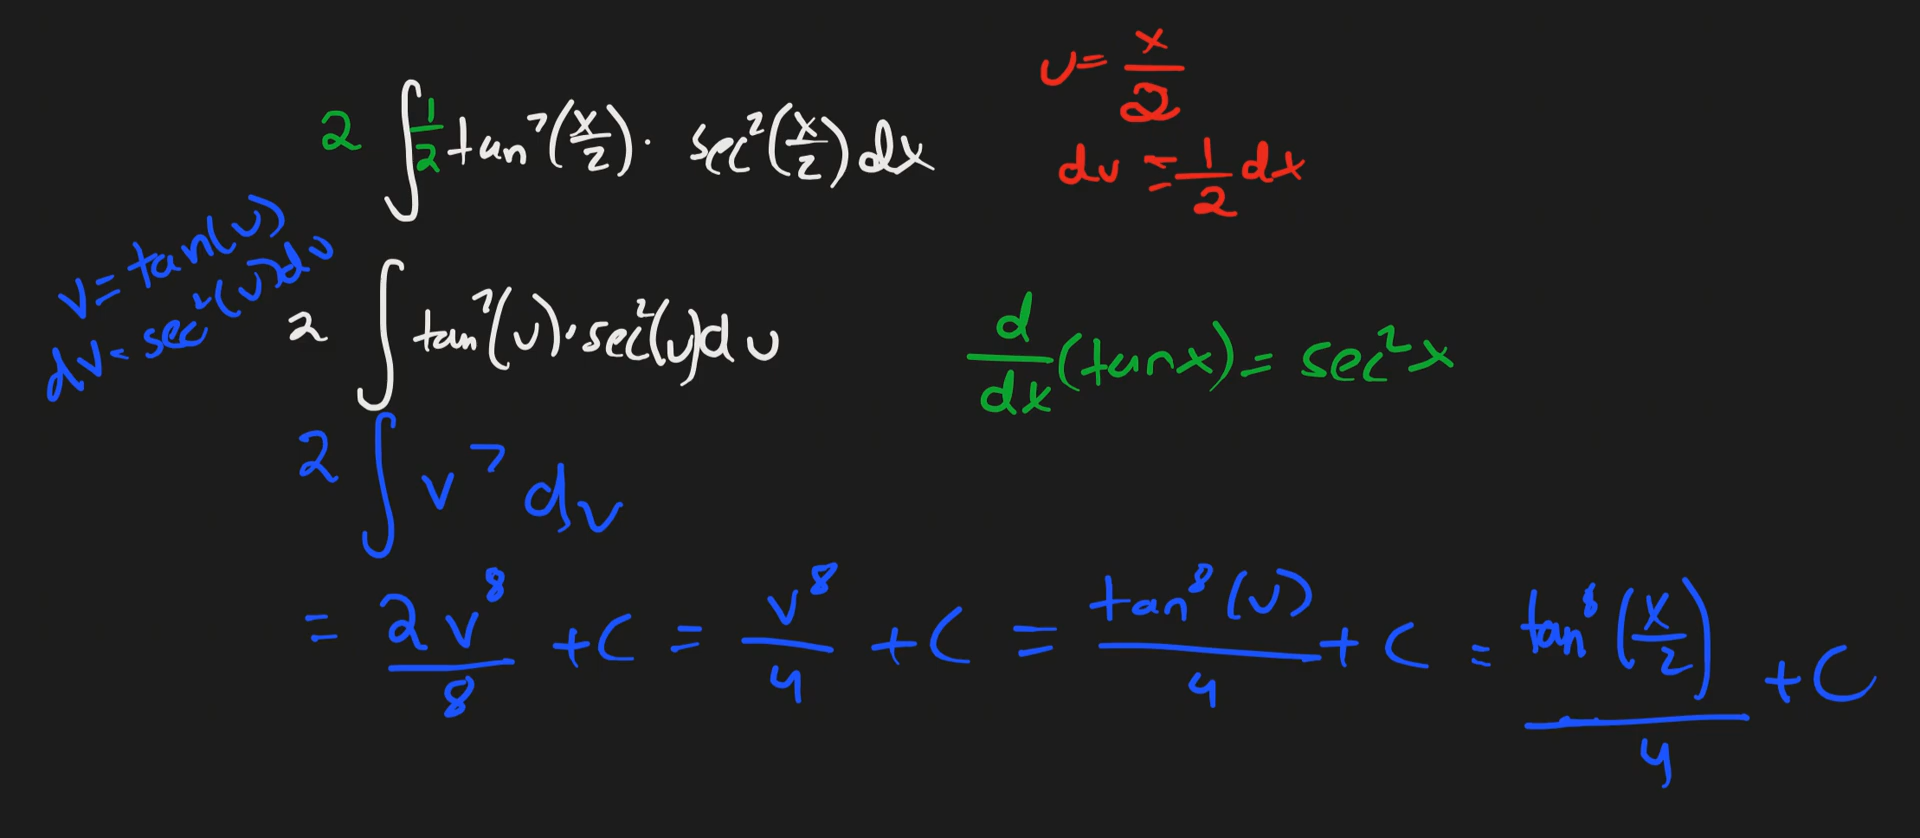 2 ∫ 1/2 tan⁷(x/2) · sec²(x/2) dx
u = x/2
du = 1/2 dx
v = tan(u)
dv = sec²(u) du
2 ∫ tan⁷(u) · sec²(u) du
d/dx (tan x) = sec² x
2 ∫ v⁷ dv
= 2v⁸/8 + C = v⁸/4 + C = tan⁸(u)/4 + C = tan⁸(x/2)/4 + C